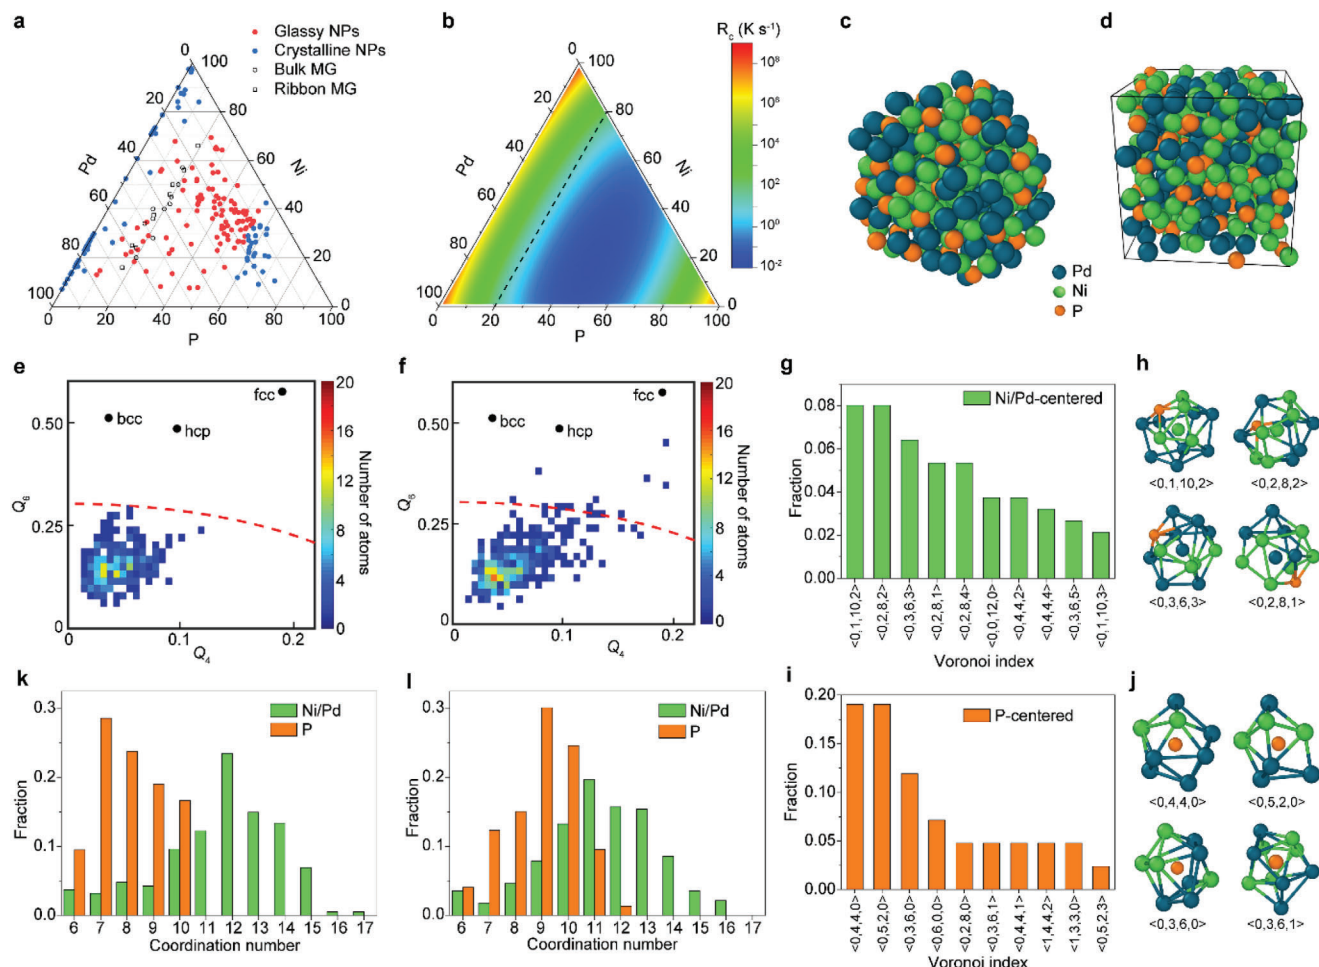 a
Glassy NPs
Crystalline NPs
Bulk MG
Ribbon MG
0 100
20 80
40 60
60 40
80 20
100 0
0 20 40 60 80 100
Pd
Ni
P
b
R_c (K s⁻¹)
10⁸
10⁶
10⁴
10²
10⁰
10⁻²
0 100
20 80
40 60
60 40
80 20
100 0
0 20 40 60 80 100
Pd
Ni
P
c
d
Pd
Ni
P
e
bcc
hcp
fcc
0.50
0.25
0
0 0.1 0.2
Q₆
Q₄
20
16
12
8
4
0
Number of atoms
f
bcc
hcp
fcc
0.50
0.25
0
0 0.1 0.2
Q₆
Q₄
20
16
12
8
4
0
Number of atoms
g
Ni/Pd-centered
0.08
0.06
0.04
0.02
0.00
Fraction
<0,1,10,2>
<0,2,8,2>
<0,3,6,3>
<0,2,8,1>
<0,2,8,4>
<0,0,12,0>
<0,4,4,2>
<0,4,4,4>
<0,3,6,5>
<0,1,10,3>
Voronoi index
h
<0,1,10,2> <0,2,8,2>
<0,3,6,3> <0,2,8,1>
k
Ni/Pd
P
0.3
0.2
0.1
0.0
Fraction
6 7 8 9 10 11 12 13 14 15 16 17
Coordination number
l
Ni/Pd
P
0.3
0.2
0.1
0.0
Fraction
6 7 8 9 10 11 12 13 14 15 16 17
Coordination number
i
P-centered
0.20
0.15
0.10
0.05
0.00
Fraction
<0,4,4,0>
<0,5,2,0>
<0,3,6,0>
<0,6,0,0>
<0,2,8,0>
<0,3,6,1>
<0,4,4,1>
<1,4,4,2>
<1,3,3,0>
<0,5,2,3>
Voronoi index
j
<0,4,4,0> <0,5,2,0>
<0,3,6,0> <0,3,6,1>